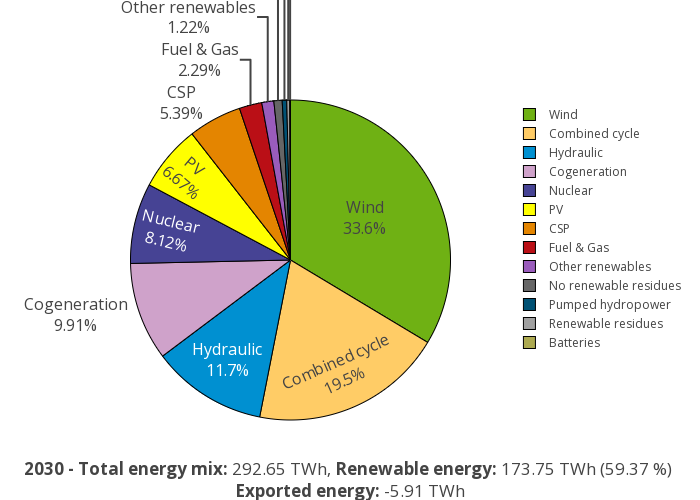 Other renewables
1.22%
Fuel & Gas
2.29%
CSP
5.39%
PV
6.67%
Nuclear
8.12%
Cogeneration
9.91%
Hydraulic
11.7%
Combined cycle
19.5%
Wind
33.6%
Wind
Combined cycle
Hydraulic
Cogeneration
Nuclear
PV
CSP
Fuel & Gas
Other renewables
No renewable residues
Pumped hydropower
Renewable residues
Batteries
2030 - Total energy mix: 292.65 TWh, Renewable energy: 173.75 TWh (59.37 %)
Exported energy: -5.91 TWh